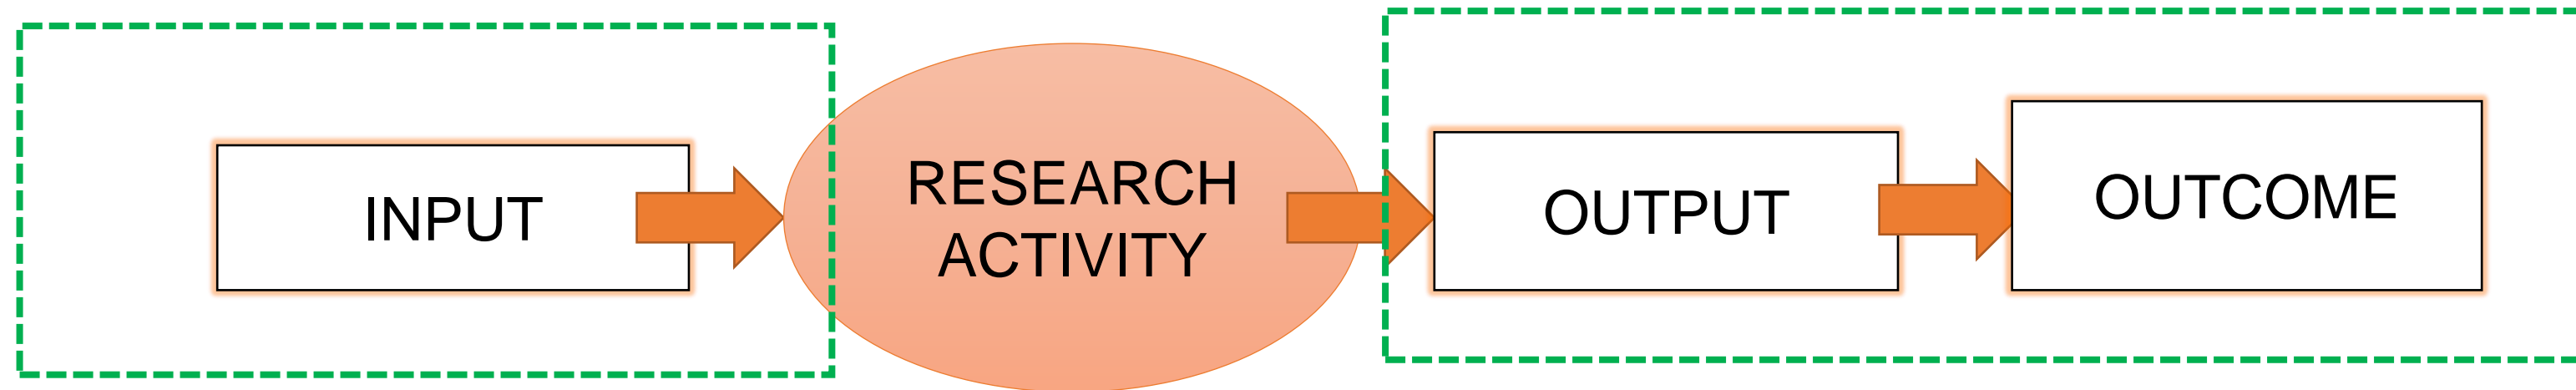 INPUT
RESEARCH
ACTIVITY
OUTPUT
OUTCOME